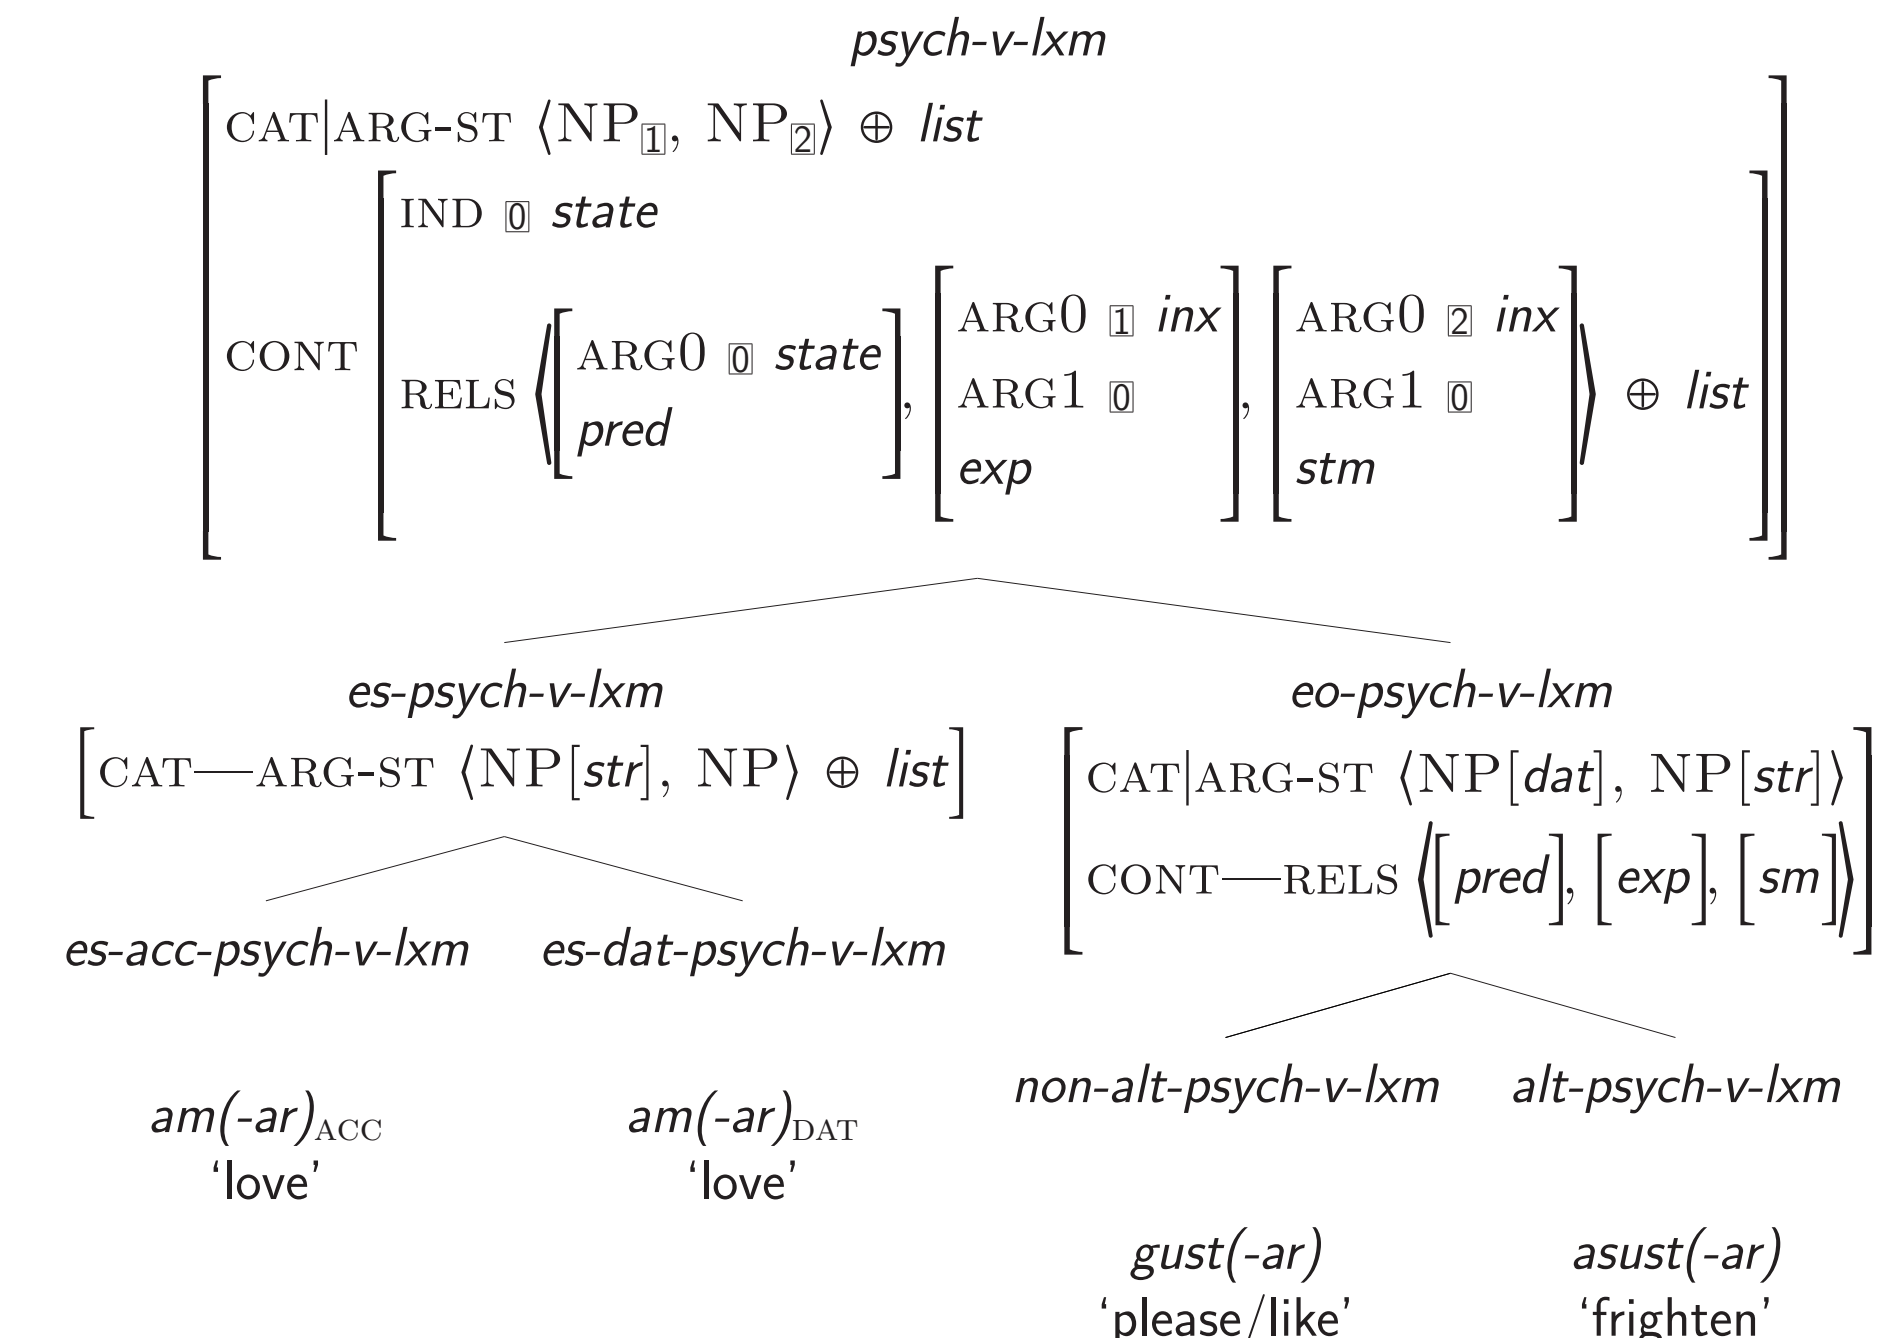 psych-v-lxm
CAT|ARG-ST ⟨NP1, NP2⟩ ⊕ list
IND 0 state
CONT
RELS ⟨[ARG0 0 state pred], [ARG0 1 inx ARG1 0 exp], [ARG0 2 inx ARG1 0 stm]⟩ ⊕ list
es-psych-v-lxm
[CAT—ARG-ST ⟨NP[str], NP⟩ ⊕ list]
eo-psych-v-lxm
CAT|ARG-ST ⟨NP[dat], NP[str]⟩
CONT—RELS ⟨[pred], [exp], [sm]⟩
es-acc-psych-v-lxm es-dat-psych-v-lxm
non-alt-psych-v-lxm alt-psych-v-lxm
am(-ar)ACC am(-ar)DAT
‘love’ ‘love’
gust(-ar) asust(-ar)
‘please/like’ ‘frighten’